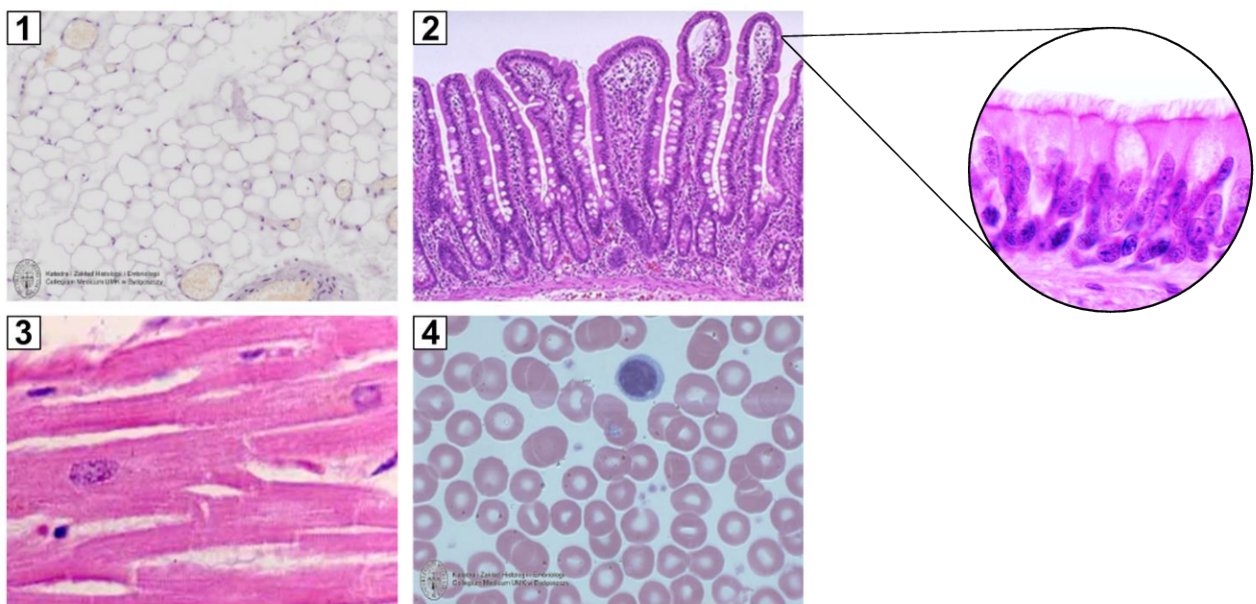 1
2
Katedra i Zakład Histologii i Embriologii
Collegium Medicum UMK w Bydgoszczy
3
4
Katedra i Zakład Histologii i Embriologii
Collegium Medicum UMK w Bydgoszczy